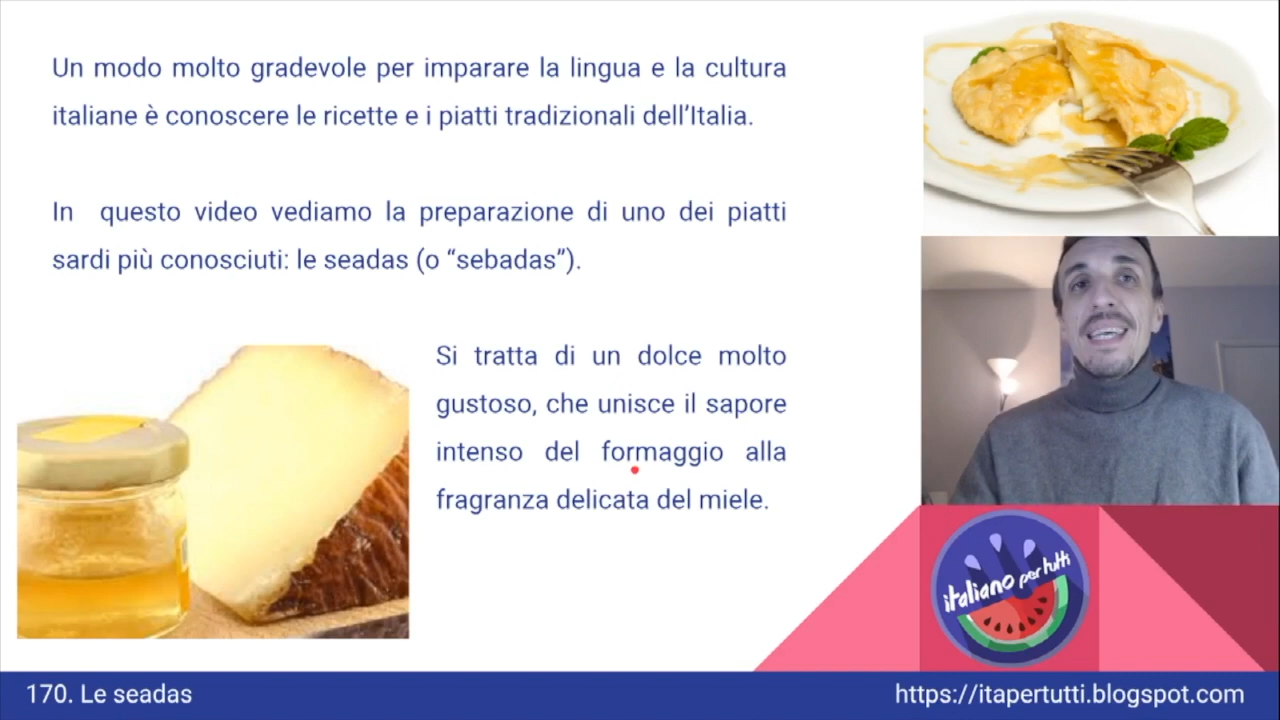 Un modo molto gradevole per imparare la lingua e la cultura
italiane è conoscere le ricette e i piatti tradizionali dell’Italia.
In questo video vediamo la preparazione di uno dei piatti
sardi più conosciuti: le seadas (o “sebadas”).
Si tratta di un dolce molto
gustoso, che unisce il sapore
intenso del formaggio alla
fragranza delicata del miele.
italiano per tutti
170. Le seadas
https://itapertutti.blogspot.com